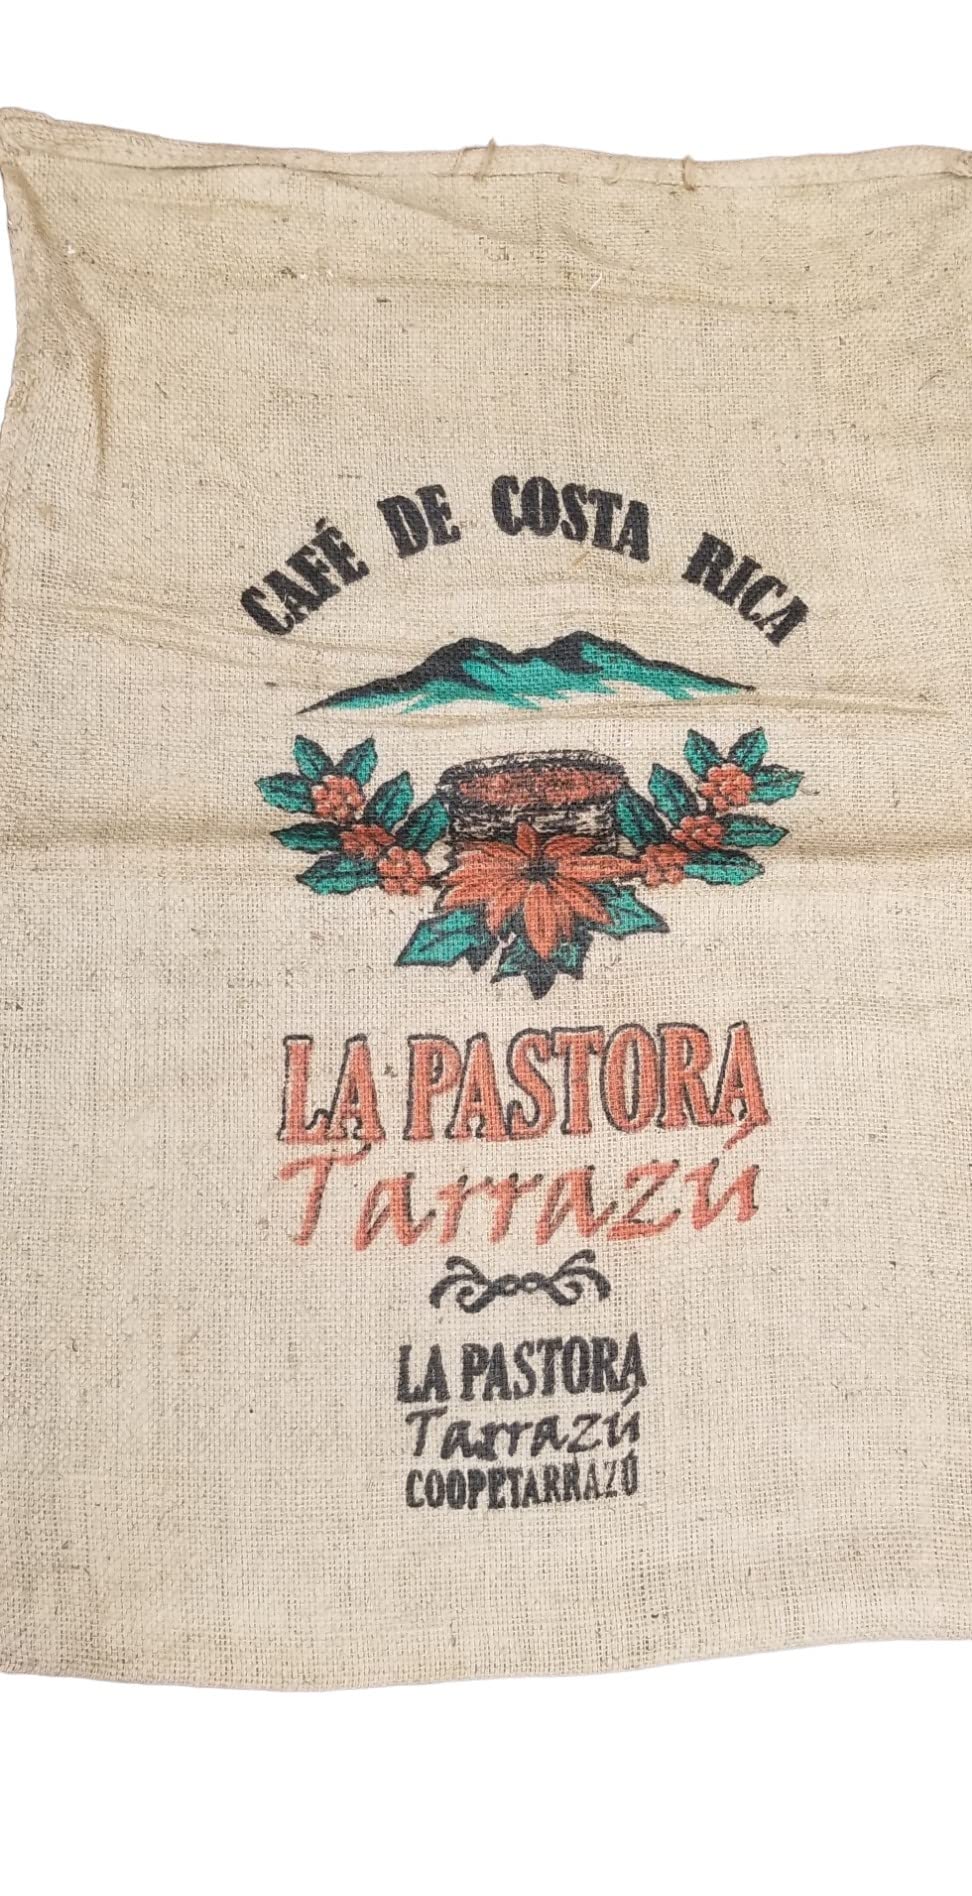 CAFÉ DE COSTA RICA
LA PASTORA
Tarrazú
LA PASTORA
Tarrazú
COOPETARRAZÚ